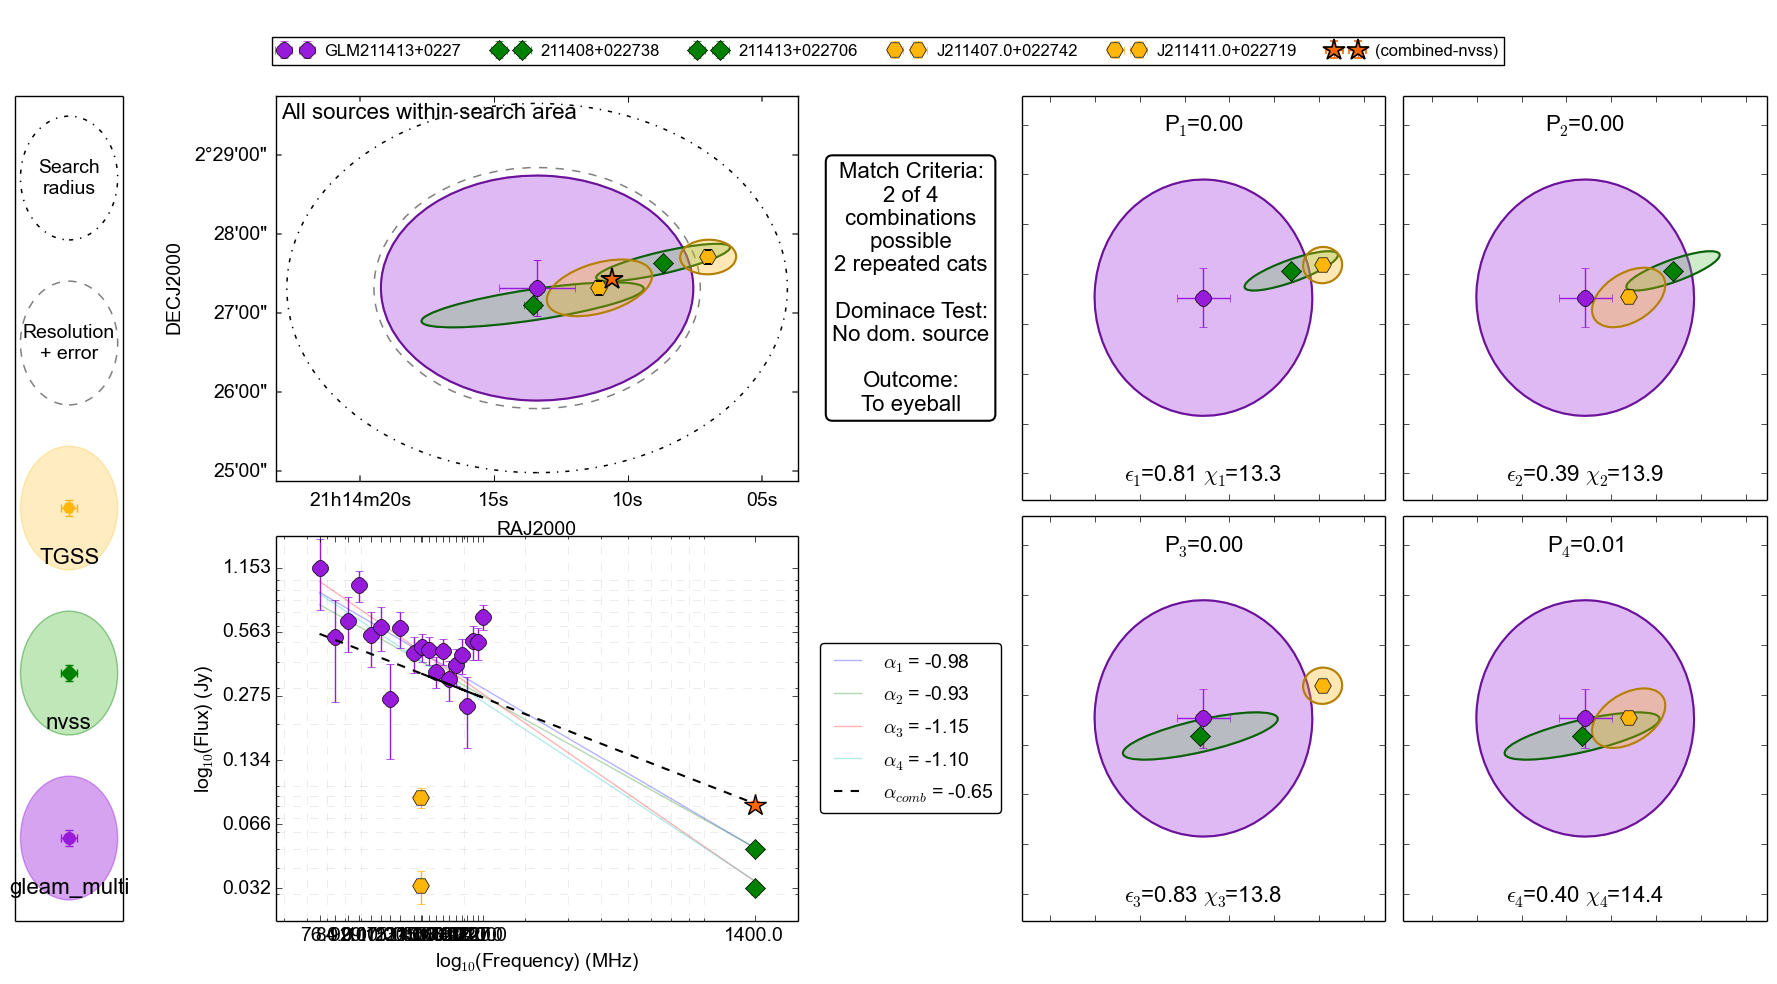 GLM211413+0227 211408+022738 211413+022706 J211407.0+022742 J211411.0+022719 (combined-nvss)
Search
radius
Resolution
+ error
TGSS
nvss
gleam_multi
All sources within search area
2°29'00"
2°28'00"
27'00"
26'00"
25'00"
21h14m20s 15s 10s 05s
RAJ2000
DECJ2000
Match Criteria:
2 of 4
combinations
possible
2 repeated cats
Dominace Test:
No dom. source
Outcome:
To eyeball
P1=0.00
ϵ1=0.81 χ1=13.3
P2=0.00
ϵ2=0.39 χ2=13.9
P3=0.00
ϵ3=0.83 χ3=13.8
P4=0.01
ϵ4=0.40 χ4=14.4
1.153
0.563
0.275
0.134
0.066
0.032
log10(Flux) (Jy)
1400.0
log10(Frequency) (MHz)
α1 = -0.98
α2 = -0.93
α3 = -1.15
α4 = -1.10
αcomb = -0.65